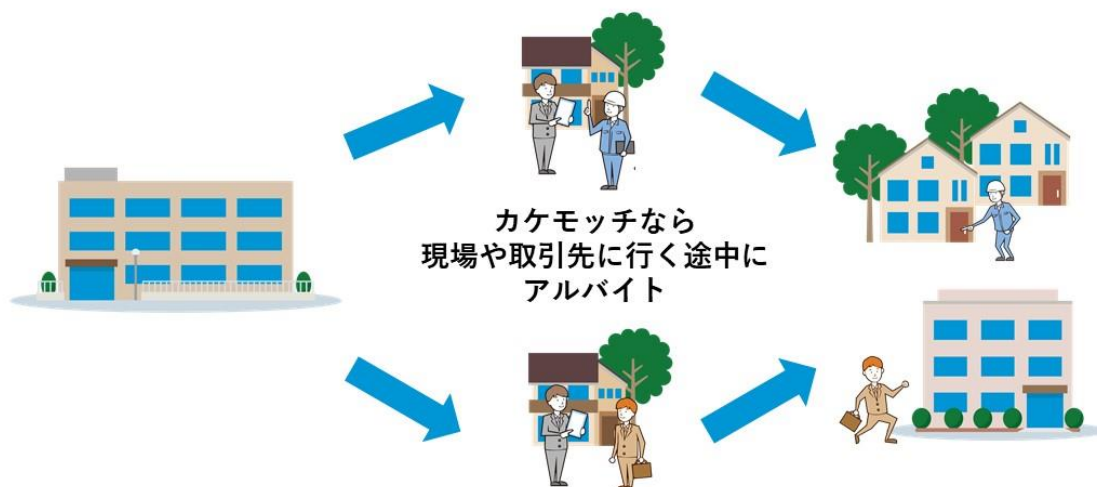 カケモッチなら
現場や取引先に行く途中に
アルバイト